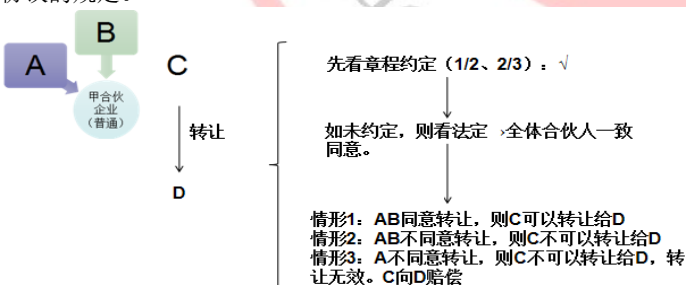 B
A
C
甲合伙
企业
（普通）
转让
D
先看章程约定（1/2、2/3）：√
如未约定，则看法定 →全体合伙人一致
同意。
情形1：AB同意转让，则C可以转让给D
情形2：AB不同意转让，则C不可以转让给D
情形3：A不同意转让，则C不可以转让给D，转
让无效。C向D赔偿